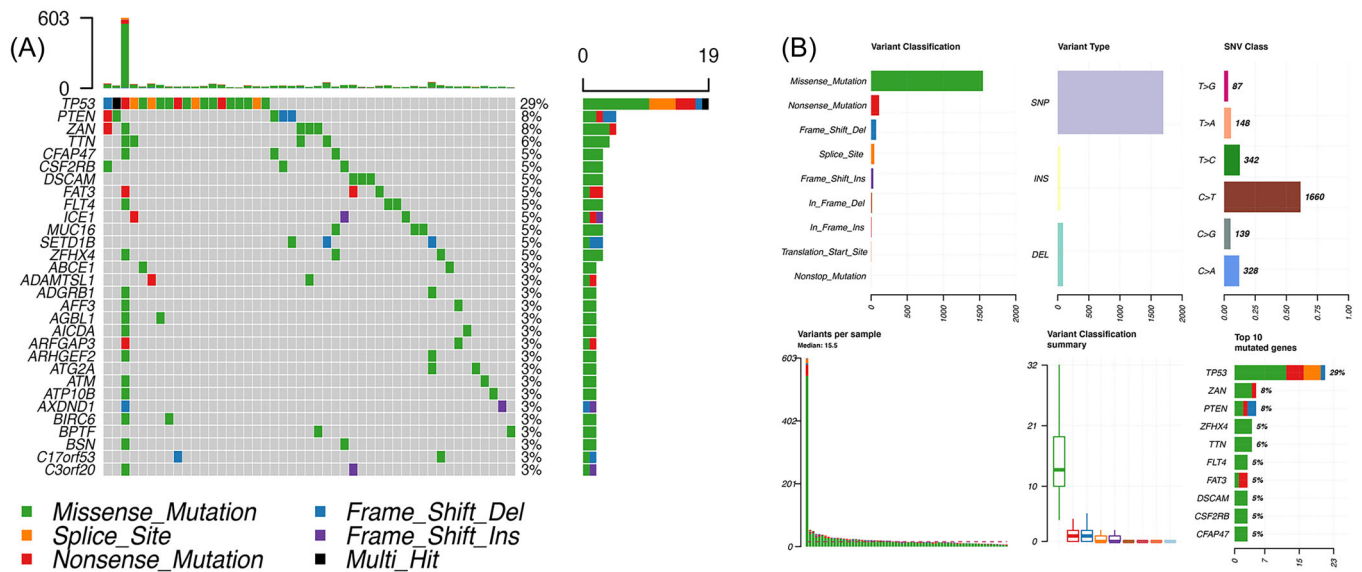 (A)
603
0
0 19
TP53 29%
PTEN 8%
ZAN 8%
TTN 6%
CFAP47 5%
CSF2RB 5%
DSCAM 5%
FAT3 5%
FLT4 5%
ICE1 5%
MUC16 5%
SETD1B 5%
ZFHX4 5%
ABCE1 3%
ADAMTSL1 3%
ADGRB1 3%
AFF3 3%
AGBL1 3%
AICDA 3%
ARFGAP3 3%
ARHGEF2 3%
ATG2A 3%
ATM 3%
ATP10B 3%
AXDND1 3%
BIRC6 3%
BPTF 3%
BSN 3%
C17orf53 3%
C3orf20 3%
Missense_Mutation
Splice_Site
Nonsense_Mutation
Frame_Shift_Del
Frame_Shift_Ins
Multi_Hit
(B)
Variant Classification
Missense_Mutation
Nonsense_Mutation
Frame_Shift_Del
Splice_Site
Frame_Shift_Ins
In_Frame_Del
In_Frame_Ins
Translation_Start_Site
Nonstop_Mutation
0 500 1000 1500 2000
Variant Type
SNP
INS
DEL
0 500 1000 1500 2000
SNV Class
T>G 87
T>A 148
T>C 342
C>T 1660
C>G 139
C>A 328
0.00 0.25 0.50 0.75 1.00
Variants per sample
Median: 15.5
603
402
201
0
Variant Classification
summary
32
21
10
0
Top 10
mutated genes
TP53 29%
ZAN 8%
PTEN 8%
ZFHX4 5%
TTN 6%
FLT4 5%
FAT3 5%
DSCAM 5%
CSF2RB 5%
CFAP47 5%
0 7 15 23